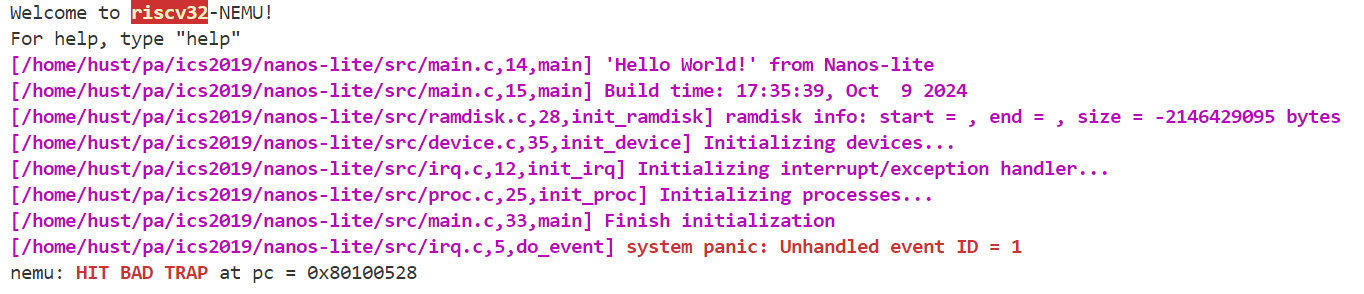 Welcome to riscv32-NEMU!
For help, type "help"
[/home/hust/pa/ics2019/nanos-lite/src/main.c,14,main] 'Hello World!' from Nanos-lite
[/home/hust/pa/ics2019/nanos-lite/src/main.c,15,main] Build time: 17:35:39, Oct  9 2024
[/home/hust/pa/ics2019/nanos-lite/src/ramdisk.c,28,init_ramdisk] ramdisk info: start = , end = , size = -2146429095 bytes
[/home/hust/pa/ics2019/nanos-lite/src/device.c,35,init_device] Initializing devices...
[/home/hust/pa/ics2019/nanos-lite/src/irq.c,12,init_irq] Initializing interrupt/exception handler...
[/home/hust/pa/ics2019/nanos-lite/src/proc.c,25,init_proc] Initializing processes...
[/home/hust/pa/ics2019/nanos-lite/src/main.c,33,main] Finish initialization
[/home/hust/pa/ics2019/nanos-lite/src/irq.c,5,do_event] system panic: Unhandled event ID = 1
nemu: HIT BAD TRAP at pc = 0x80100528